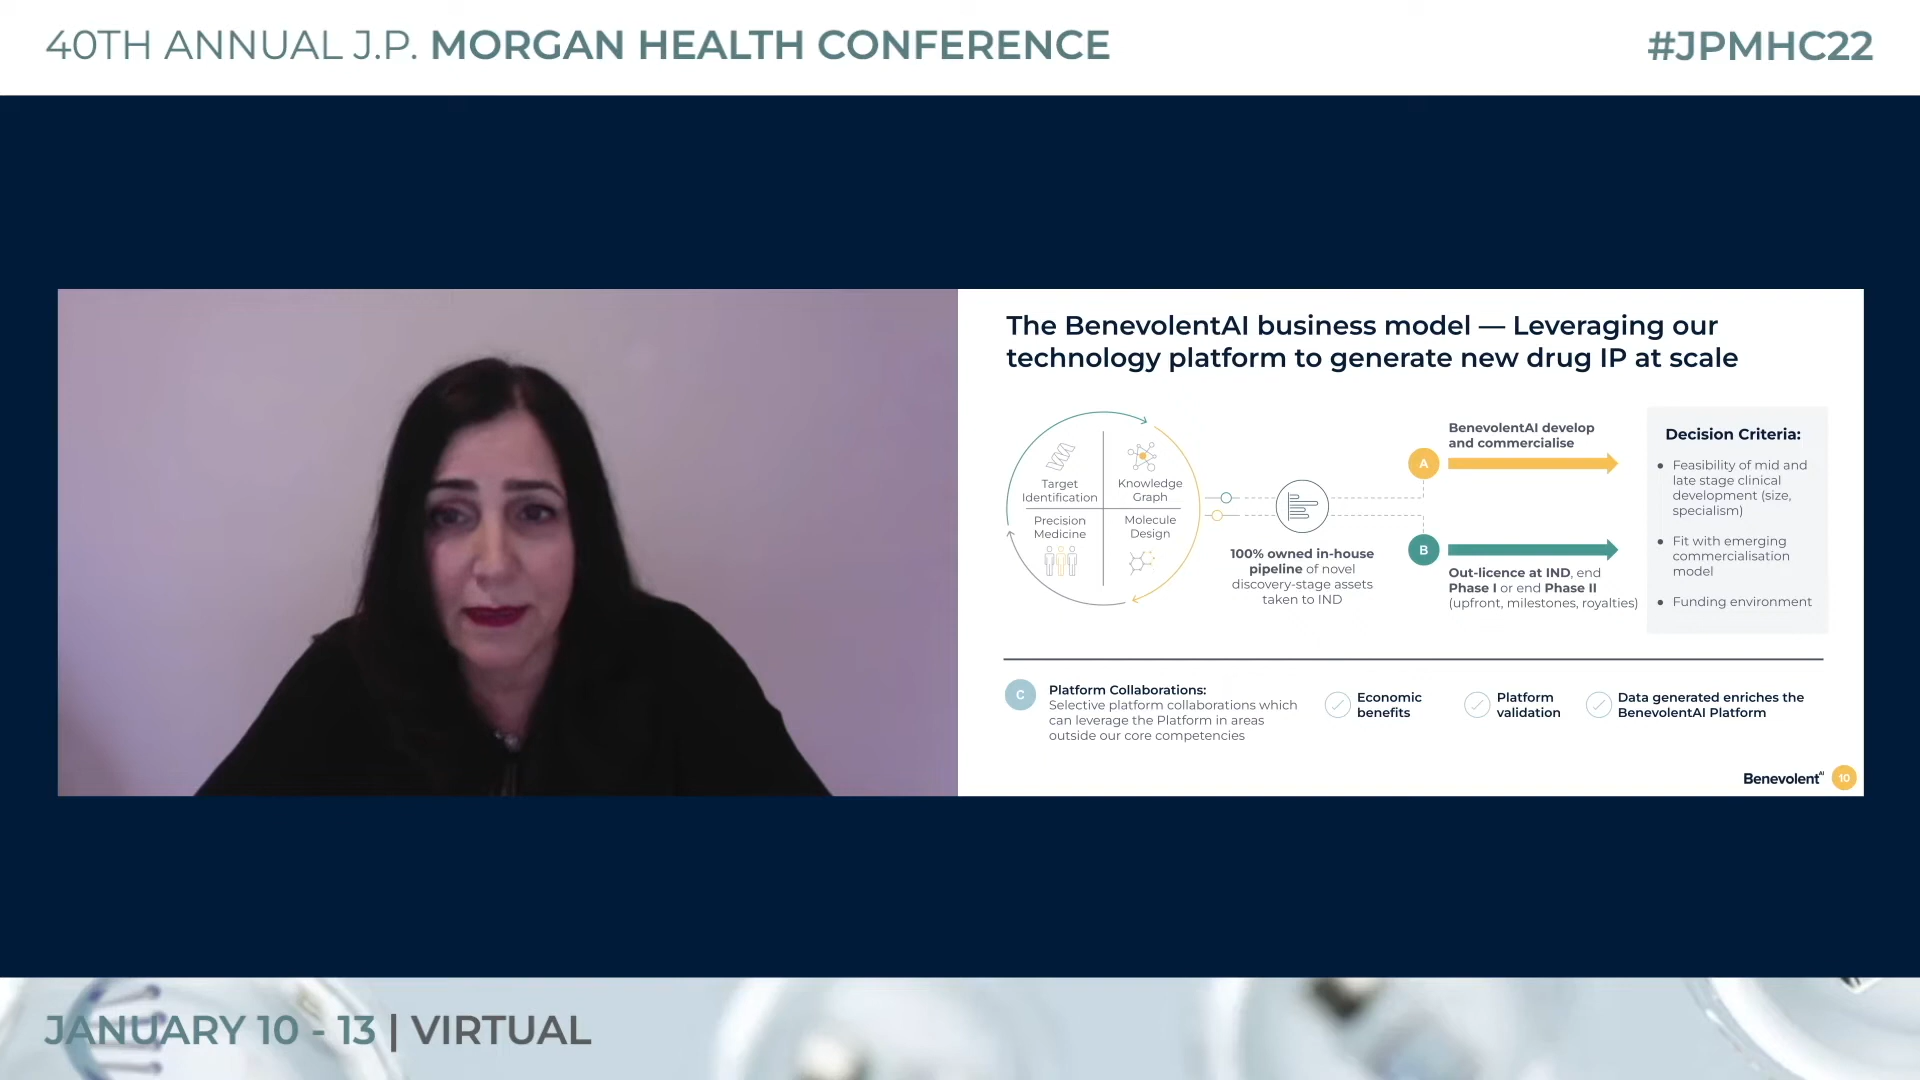 40TH ANNUAL J.P. MORGAN HEALTH CONFERENCE
#JPMHC22
The BenevolentAI business model — Leveraging our
technology platform to generate new drug IP at scale
Target
Identification
Knowledge
Graph
Precision
Medicine
Molecule
Design
100% owned in-house
pipeline of novel
discovery-stage assets
taken to IND
A
BenevolentAI develop
and commercialise
B
Out-licence at IND, end
Phase I or end Phase II
(upfront, milestones, royalties)
Decision Criteria:
• Feasibility of mid and
late stage clinical
development (size,
specialism)
• Fit with emerging
commercialisation
model
• Funding environment
C
Platform Collaborations:
Selective platform collaborations which
can leverage the Platform in areas
outside our core competencies
Economic
benefits
Platform
validation
Data generated enriches the
BenevolentAI Platform
BenevolentAI
10
JANUARY 10 - 13 | VIRTUAL